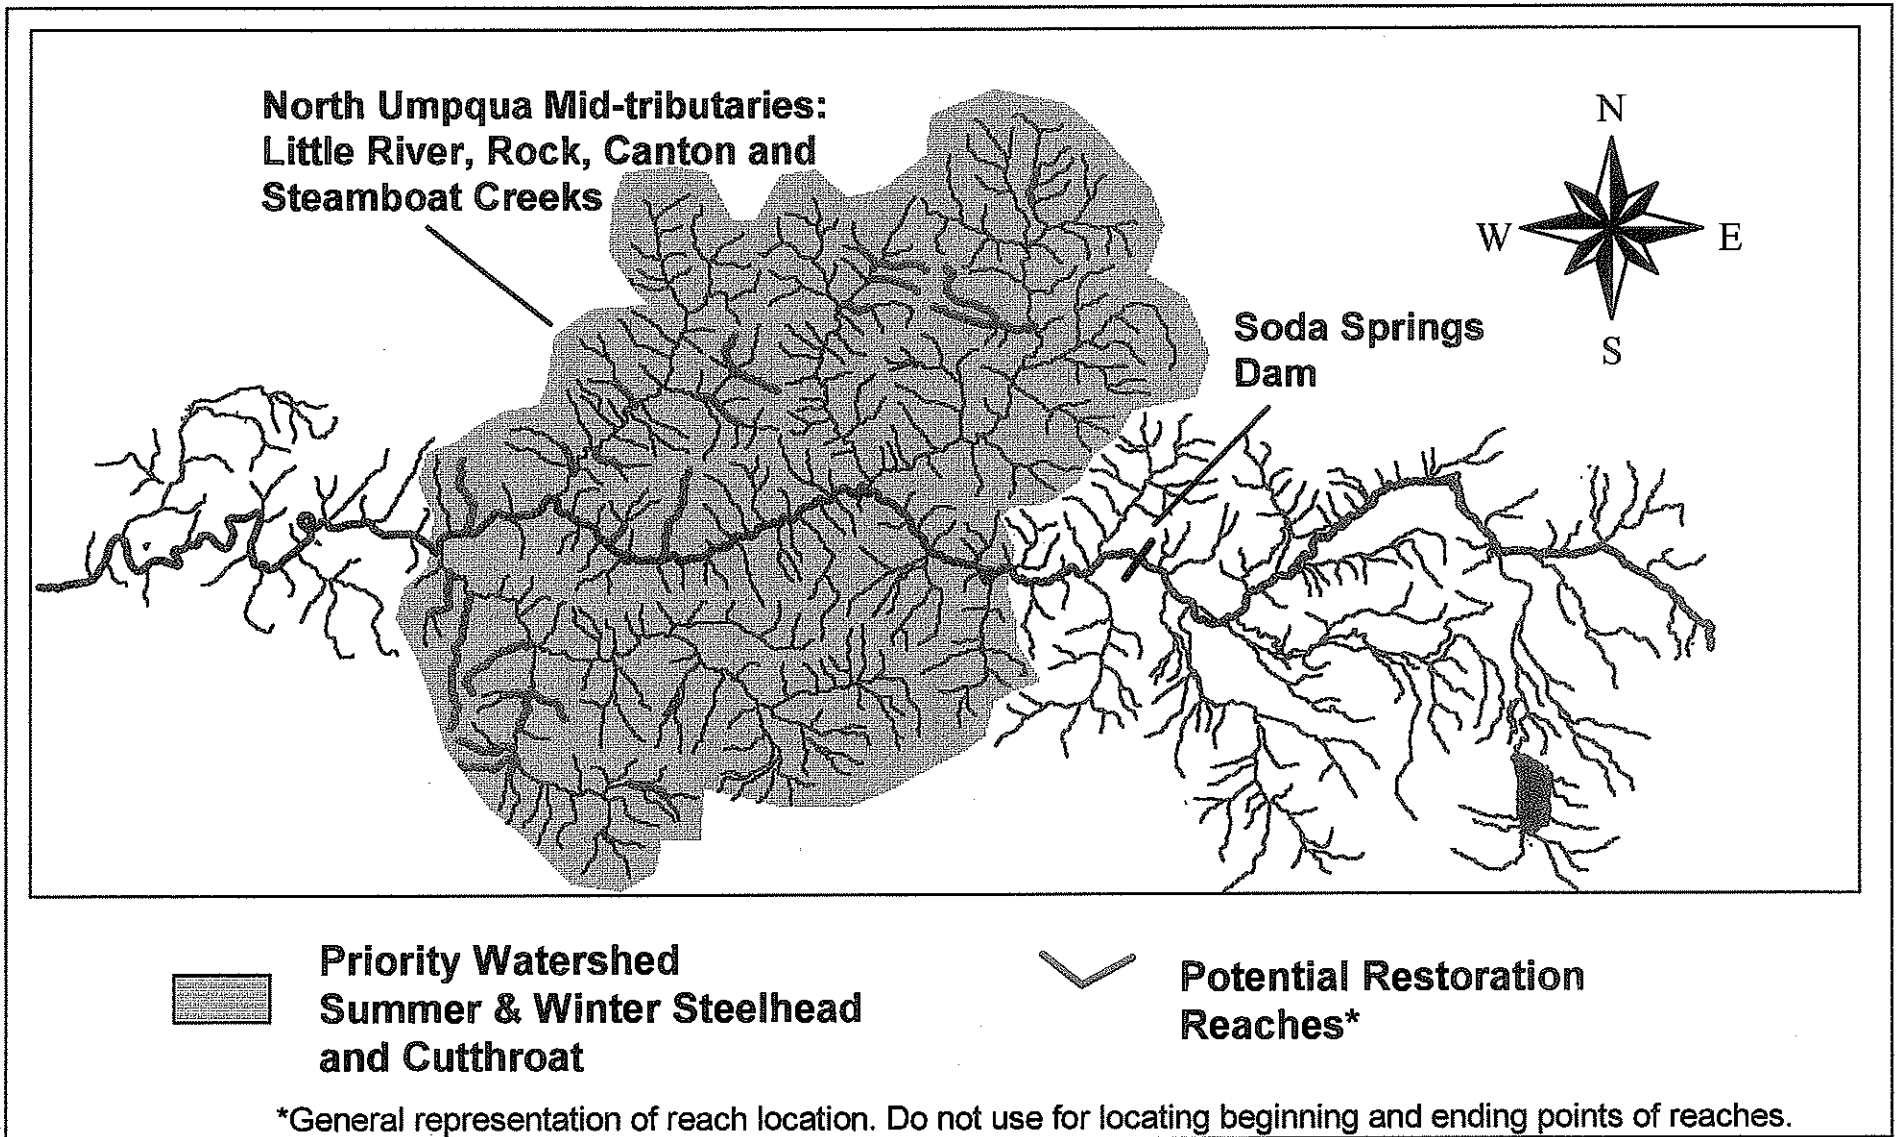 North Umpqua Mid-tributaries:
Little River, Rock, Canton and
Steamboat Creeks
N
W
E
S
Soda Springs
Dam
Priority Watershed
Summer & Winter Steelhead
and Cutthroat
Potential Restoration
Reaches*
*General representation of reach location. Do not use for locating beginning and ending points of reaches.